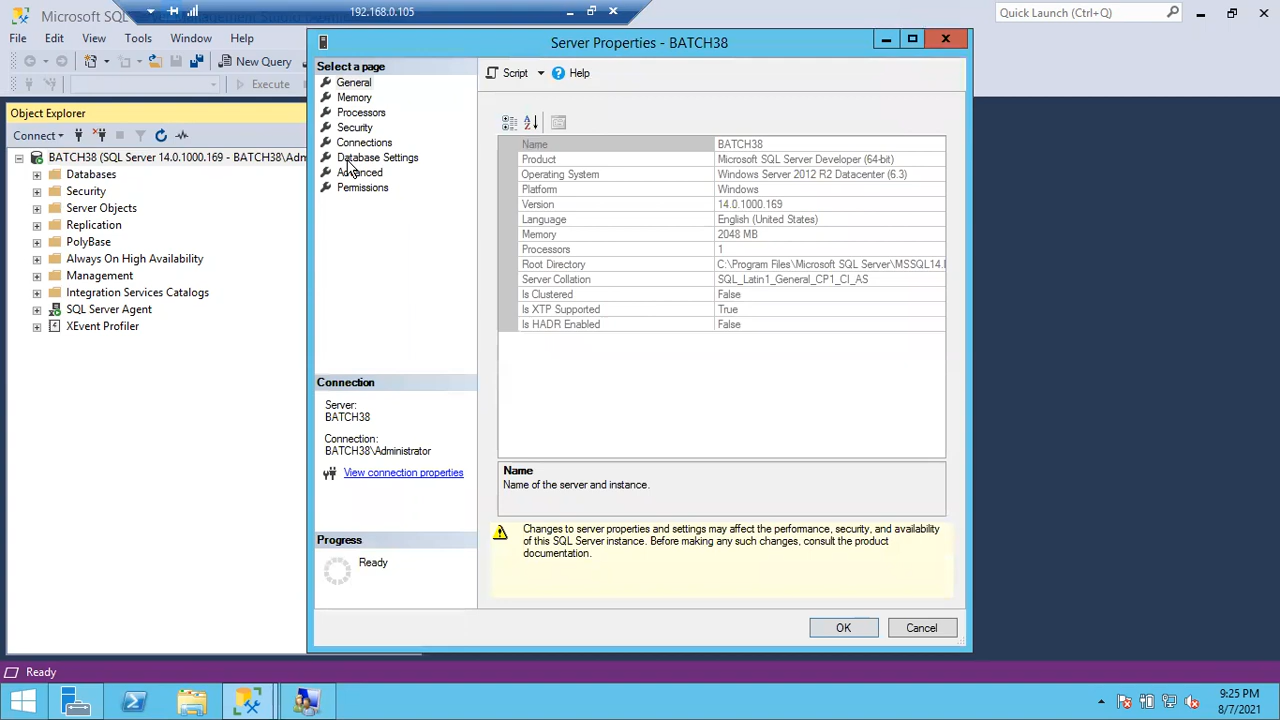 192.168.0.105
Quick Launch (Ctrl+Q)
File Edit View Tools Window Help
New Query
Execute
Object Explorer
Connect
BATCH38 (SQL Server 14.0.1000.169 - BATCH38\Adm
Databases
Security
Server Objects
Replication
PolyBase
Always On High Availability
Management
Integration Services Catalogs
SQL Server Agent
XEvent Profiler
Server Properties - BATCH38
Select a page
General
Memory
Processors
Security
Connections
Database Settings
Advanced
Permissions
Script Help
Name BATCH38
Product Microsoft SQL Server Developer (64-bit)
Operating System Windows Server 2012 R2 Datacenter (6.3)
Platform Windows
Version 14.0.1000.169
Language English (United States)
Memory 2048 MB
Processors 1
Root Directory C:\Program Files\Microsoft SQL Server\MSSQL14.
Server Collation SQL_Latin1_General_CP1_CI_AS
Is Clustered False
Is XTP Supported True
Is HADR Enabled False
Connection
Server:
BATCH38
Connection:
BATCH38\Administrator
View connection properties
Name
Name of the server and instance.
Progress
Ready
Changes to server properties and settings may affect the performance, security, and availability
of this SQL Server instance. Before making any such changes, consult the product
documentation.
OK Cancel
Ready
9:25 PM
8/7/2021